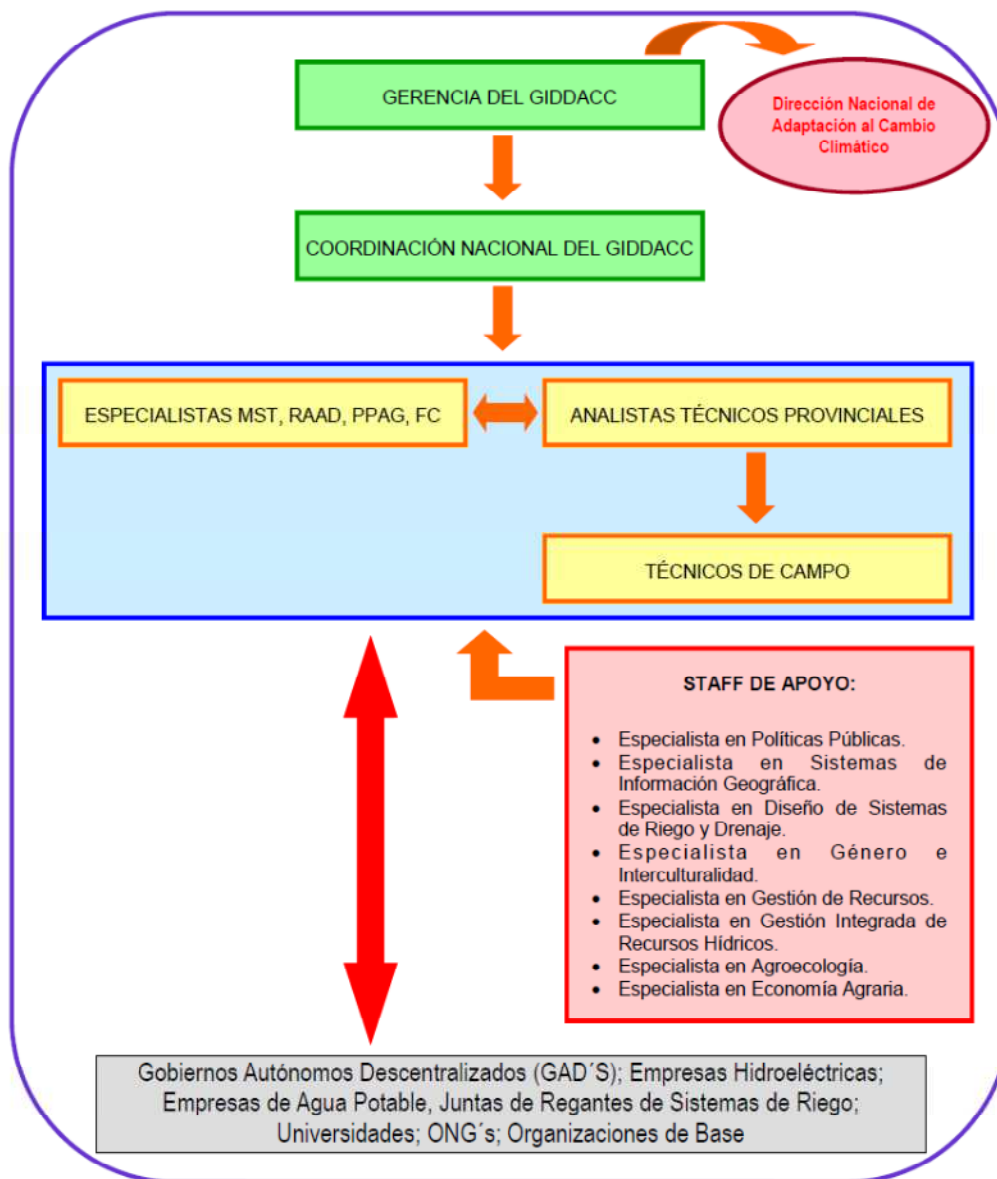 GERENCIA DEL GIDDACC
Dirección Nacional de
Adaptación al Cambio
Climático
COORDINACIÓN NACIONAL DEL GIDDACC
ESPECIALISTAS MST, RAAD, PPAG, FC
ANALISTAS TÉCNICOS PROVINCIALES
TÉCNICOS DE CAMPO
STAFF DE APOYO:
• Especialista en Políticas Públicas.
• Especialista en Sistemas de
Información Geográfica.
• Especialista en Diseño de Sistemas
de Riego y Drenaje.
• Especialista en Género e
Interculturalidad.
• Especialista en Gestión de Recursos.
• Especialista en Gestión Integrada de
Recursos Hídricos.
• Especialista en Agroecología.
• Especialista en Economía Agraria.
Gobiernos Autónomos Descentralizados (GAD´S); Empresas Hidroeléctricas;
Empresas de Agua Potable, Juntas de Regantes de Sistemas de Riego;
Universidades; ONG´s; Organizaciones de Base